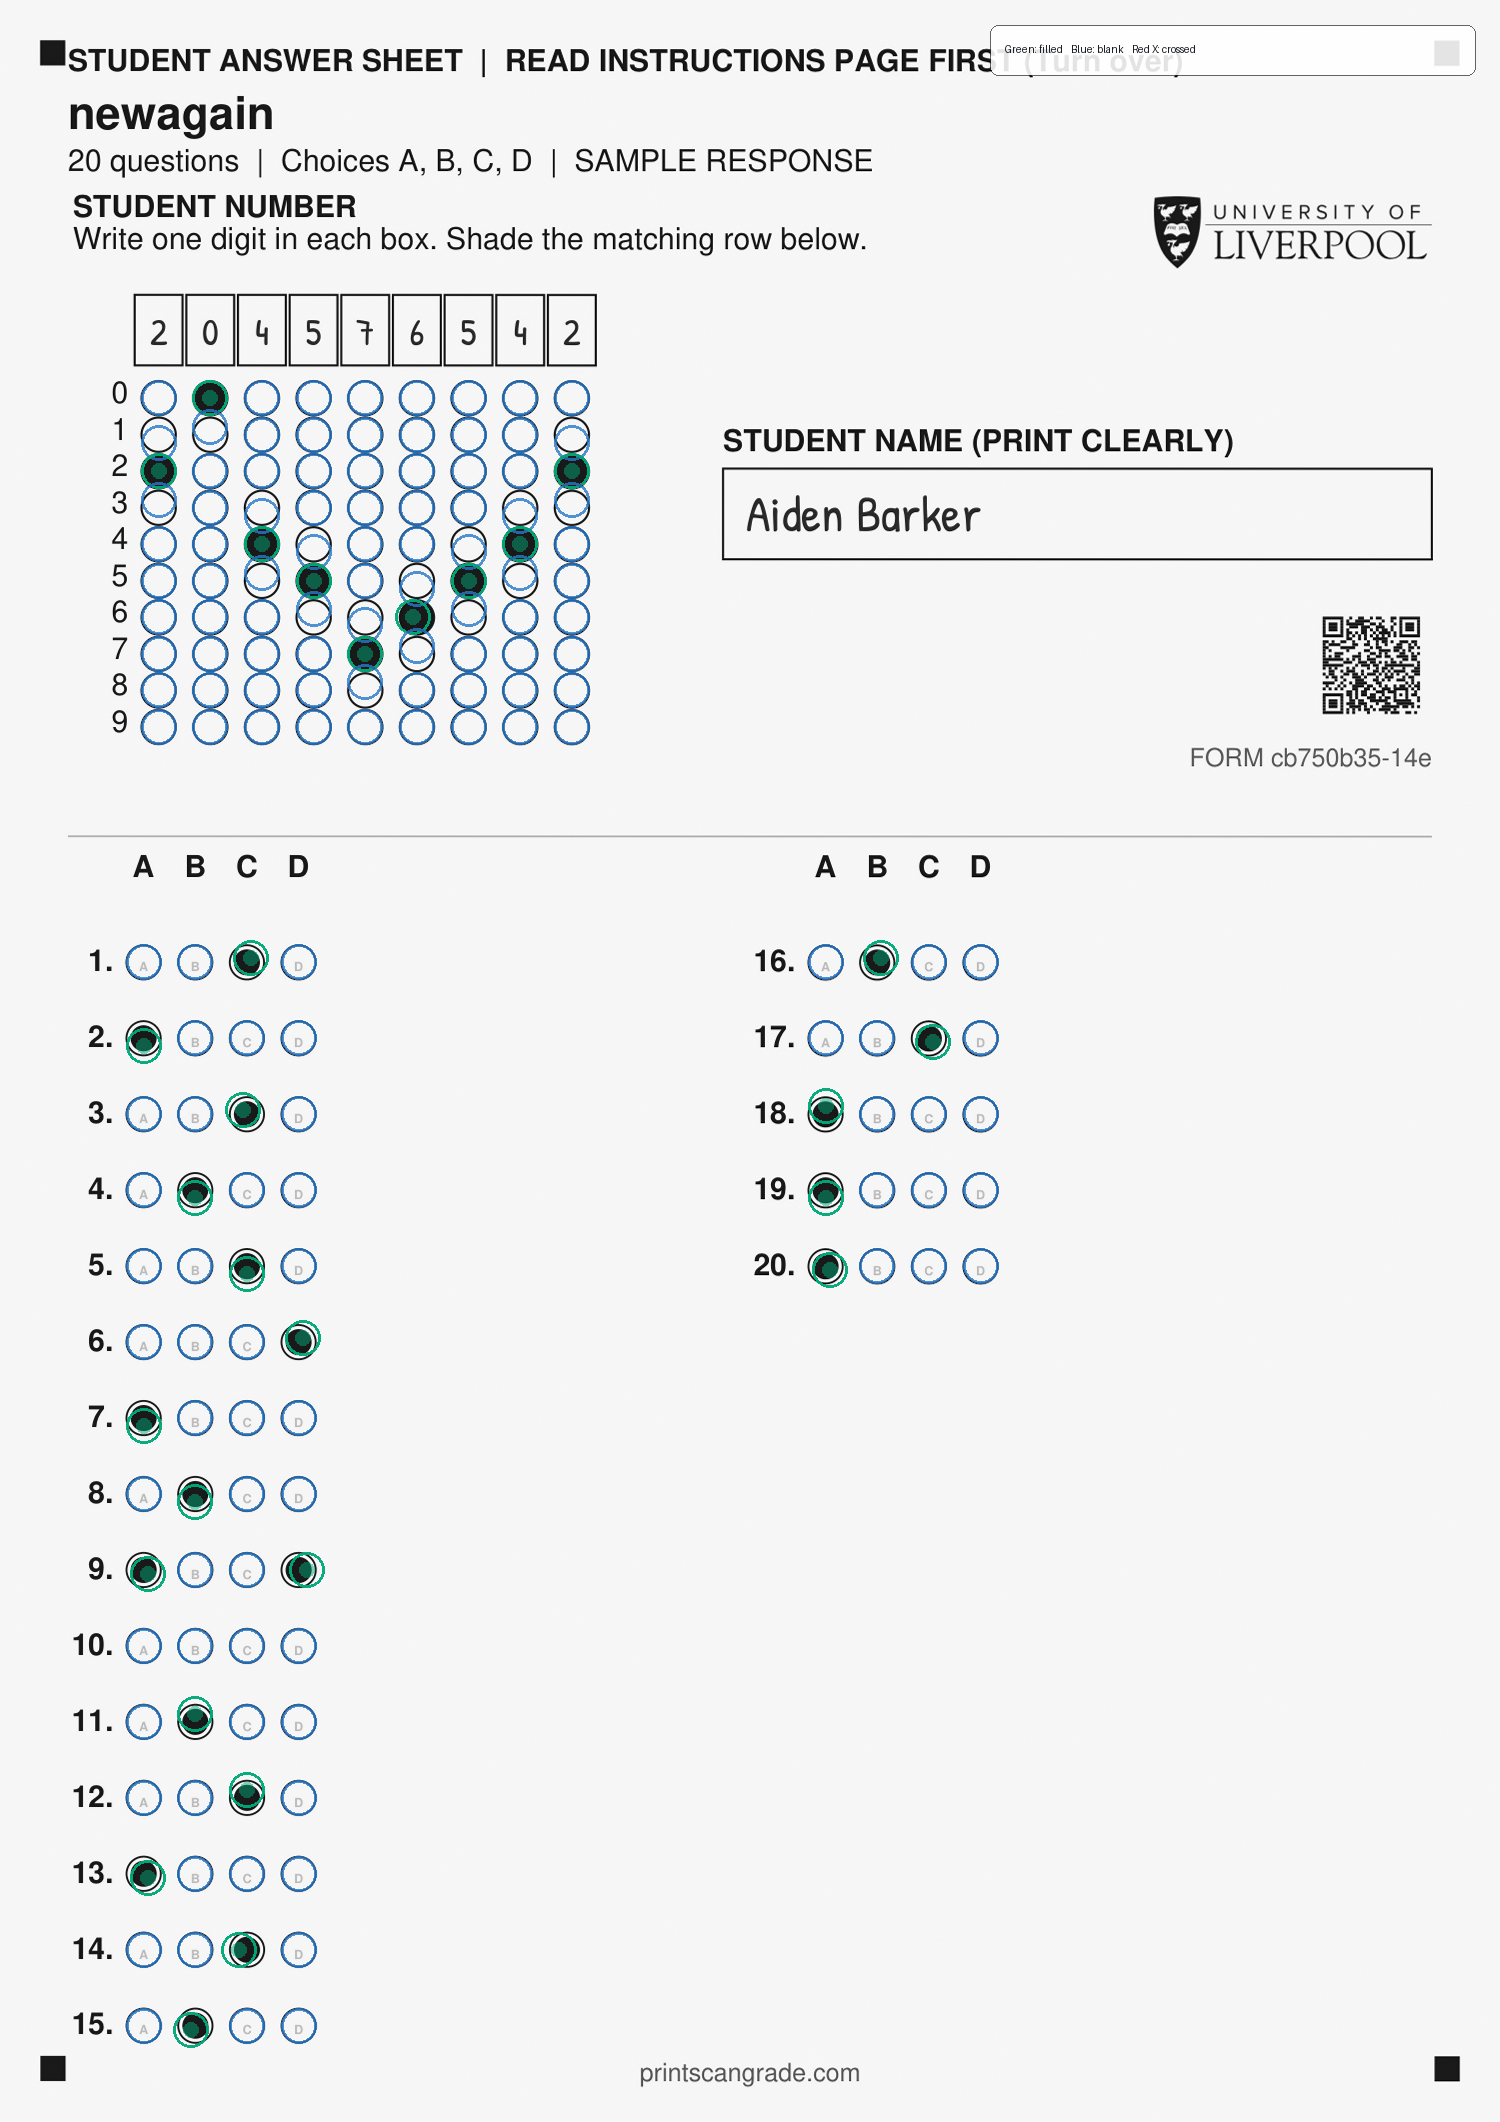 Green: filled Blue: blank Red X: crossed
STUDENT ANSWER SHEET | READ INSTRUCTIONS PAGE FIRST (Turn over)
newagain
20 questions | Choices A, B, C, D | SAMPLE RESPONSE
STUDENT NUMBER
Write one digit in each box. Shade the matching row below.
UNIVERSITY OF
LIVERPOOL
2 0 4 5 7 6 5 4 2
0
1
2
3
4
5
6
7
8
9
STUDENT NAME (PRINT CLEARLY)
Aiden Barker
FORM cb750b35-14e
A B C D
1. A B D
2. B C D
3. A B D
4. A C D
5. A B D
6. A B C
7. B C D
8. A C D
9. B C
10. A B C D
11. A C D
12. A B D
13. B C D
14. A B D
15. A C D
A B C D
16. A C D
17. A B D
18. B C D
19. B C D
20. B C D
printscangrade.com